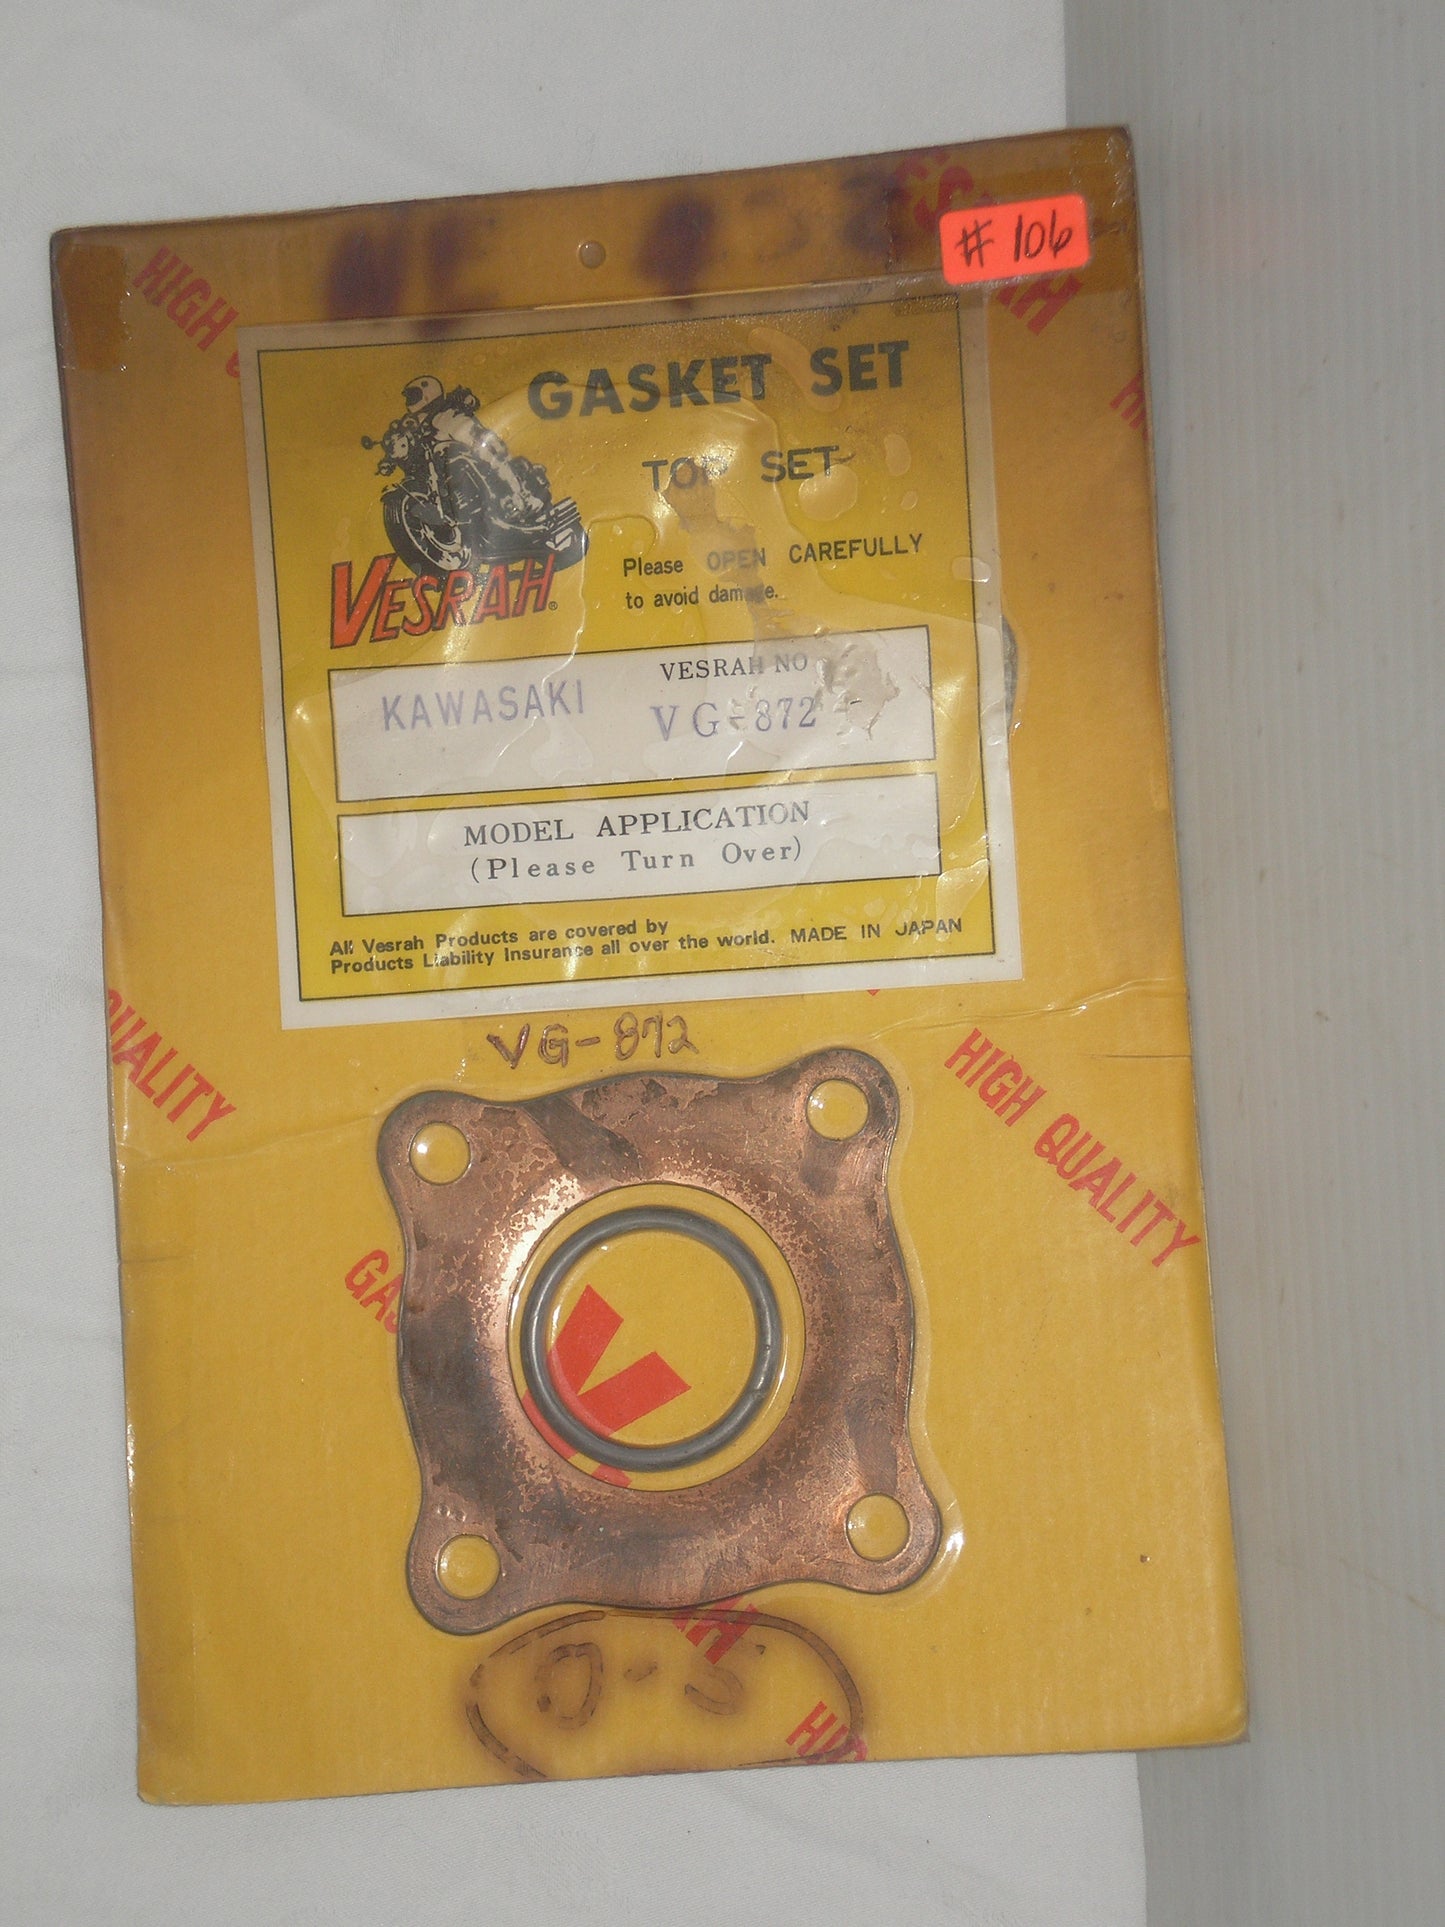 # 106
HIGH
GASKET SET
TOP SET
Please OPEN CAREFULLY
to avoid damage.
VESRAH®
VESRAH NO
KAWASAKI VG-872
MODEL APPLICATION
(Please Turn Over)
All Vesrah Products are covered by
Products Liability Insurance all over the world. MADE IN JAPAN
VG-872
QUALITY
HIGH QUALITY